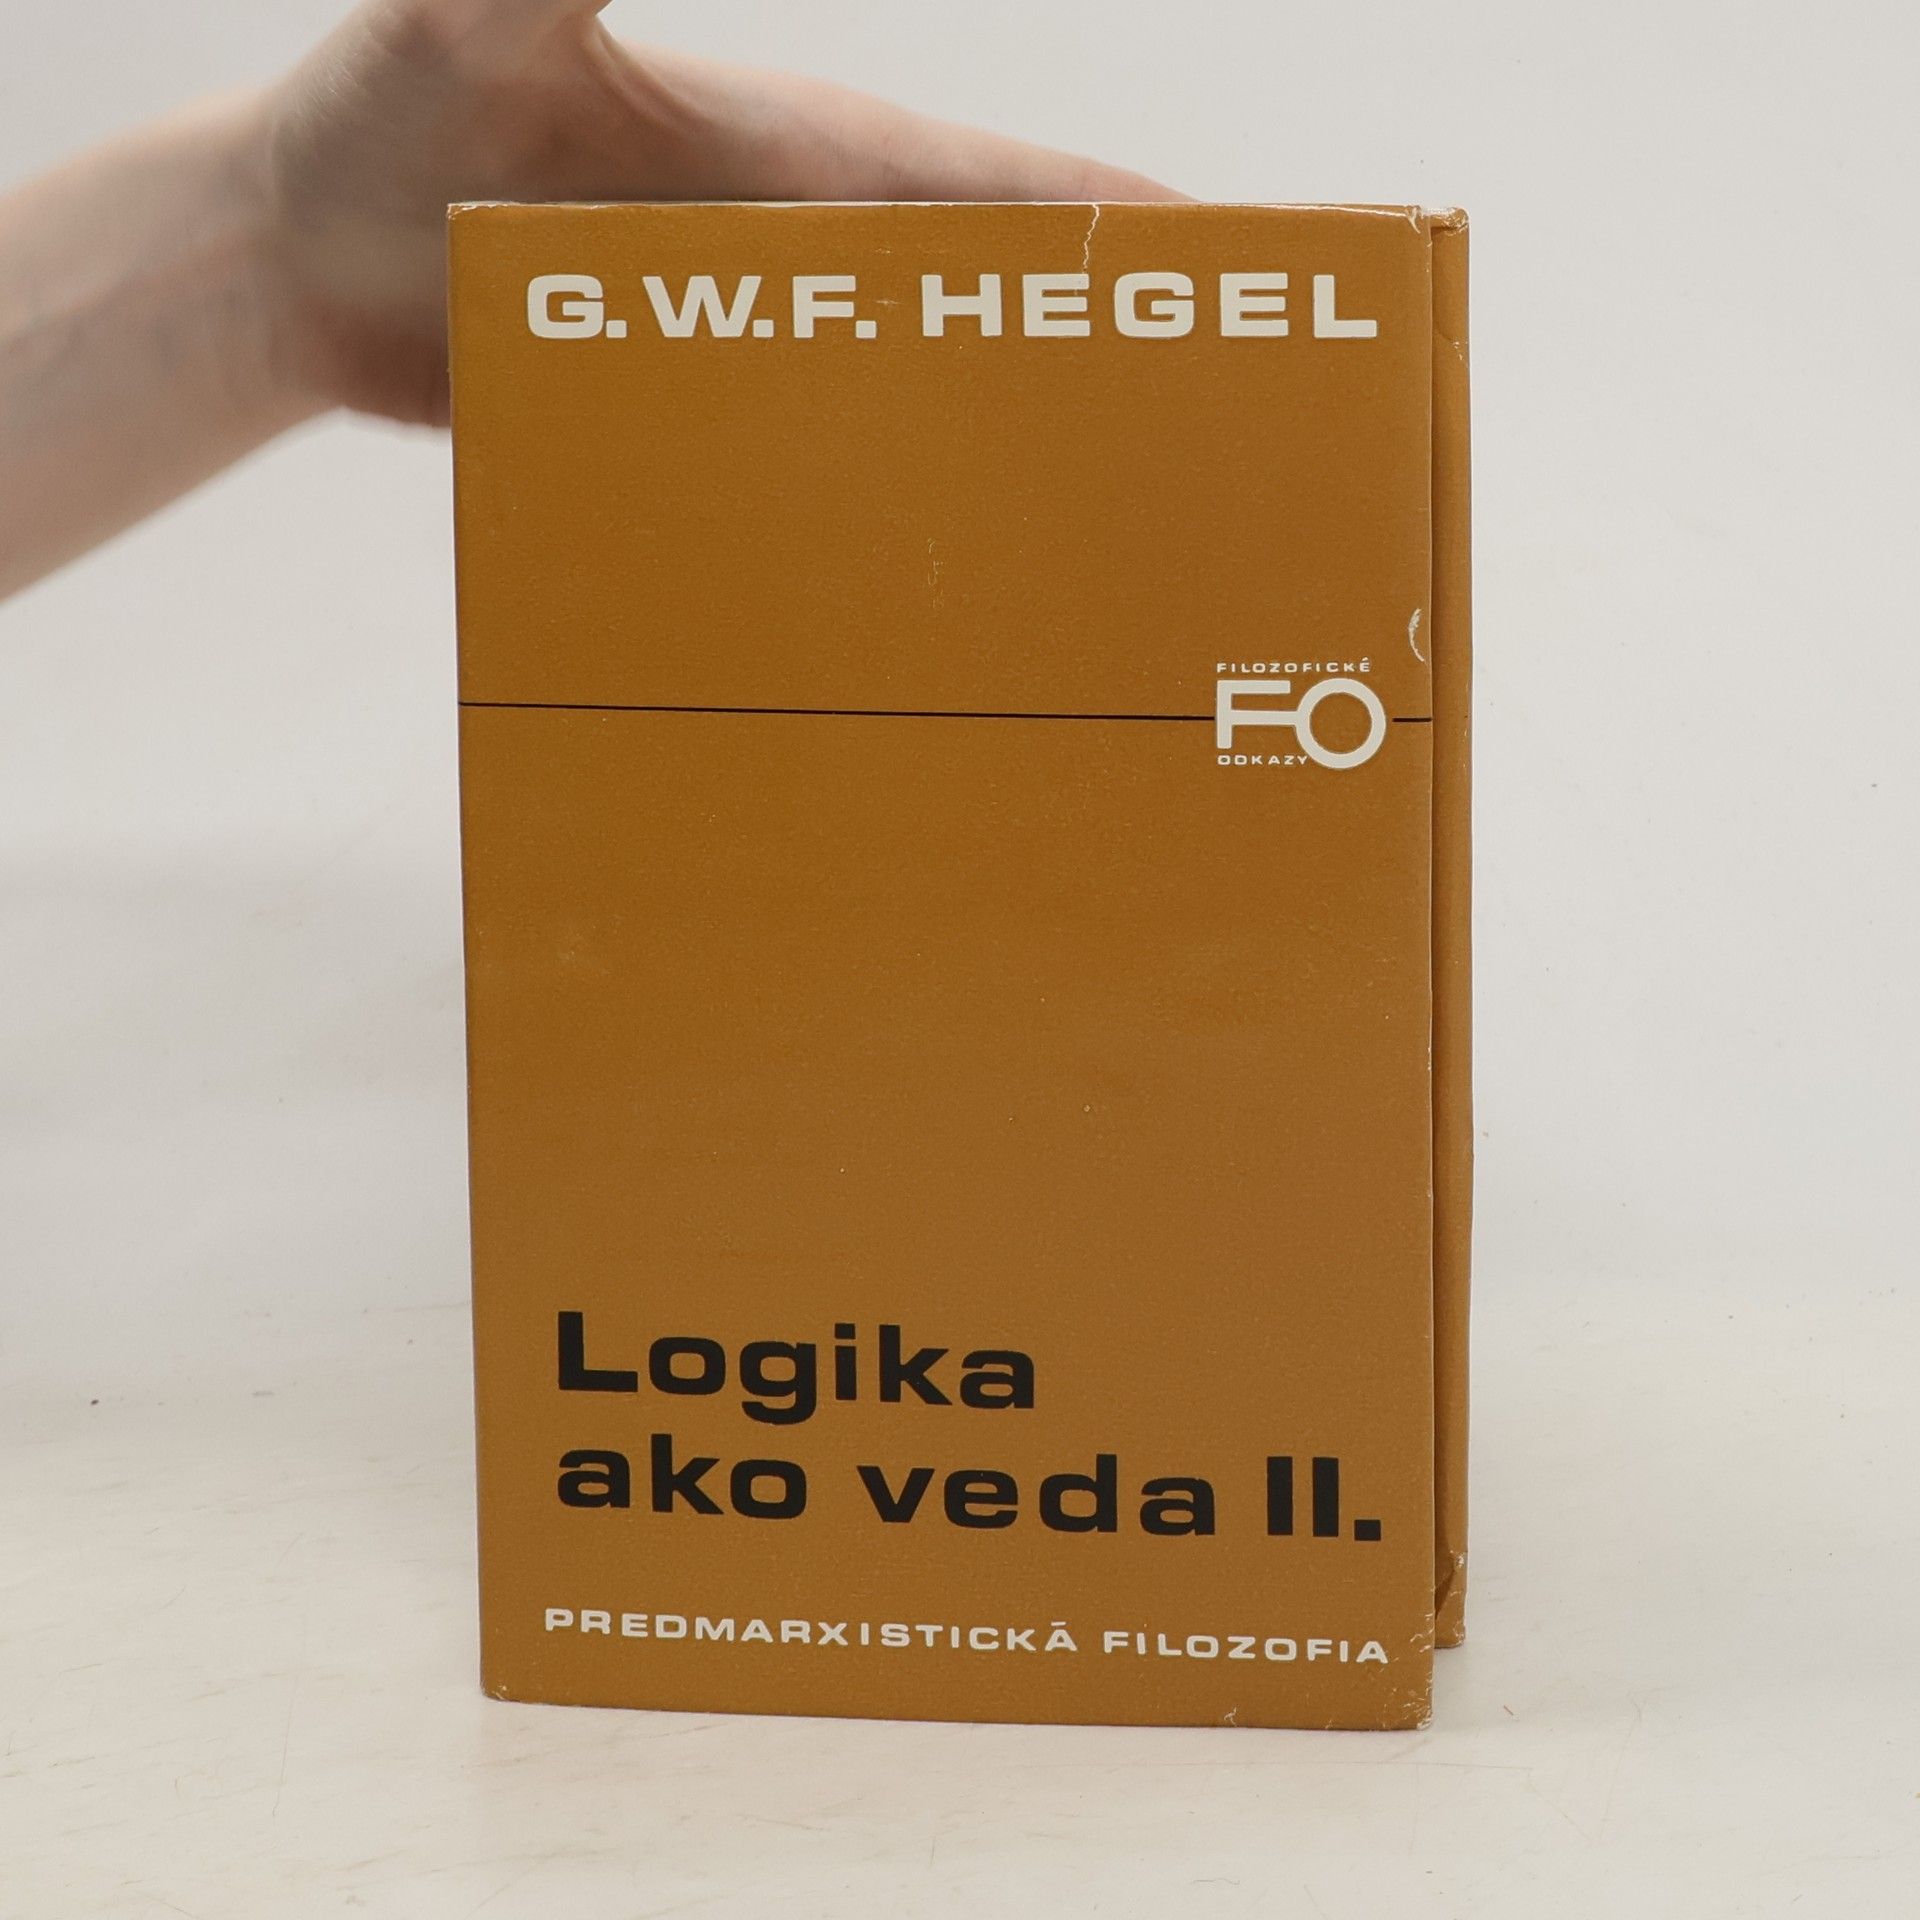 G.W.F. HEGEL
FILOZOFICKÉ
FO
ODKAZY
Logika
ako veda II.
PREDMARXISTICKÁ FILOZOFIA